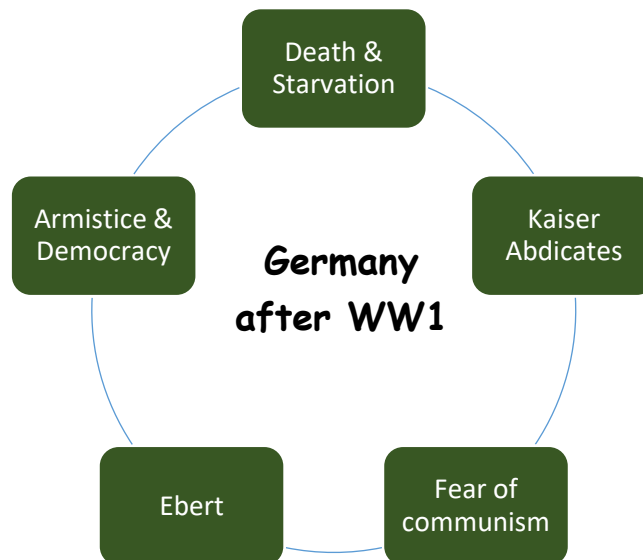 Death &
Starvation
Kaiser
Abdicates
Fear of
communism
Ebert
Armistice &
Democracy
Germany
after WW1